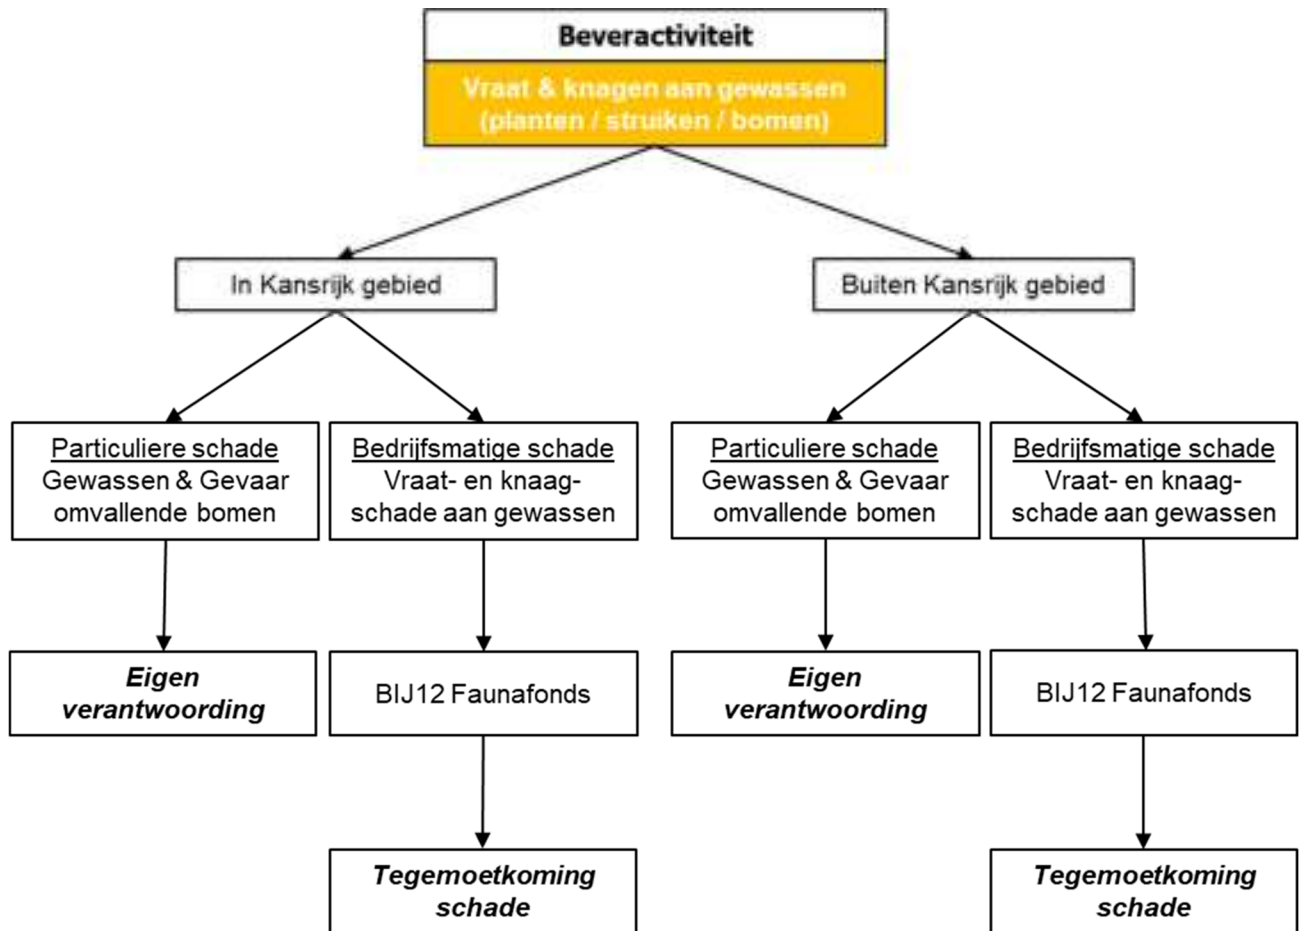 Beveractiviteit
Vraat & knagen aan gewassen
(planten / struiken / bomen)
In Kansrijk gebied
Buiten Kansrijk gebied
Particuliere schade
Gewassen & Gevaar
omvallende bomen
Bedrijfsmatige schade
Vraat- en knaag-
schade aan gewassen
Particuliere schade
Gewassen & Gevaar
omvallende bomen
Bedrijfsmatige schade
Vraat- en knaag-
schade aan gewassen
Eigen
verantwoording
BIJ12 Faunafonds
Eigen
verantwoording
BIJ12 Faunafonds
Tegemoetkoming
schade
Tegemoetkoming
schade